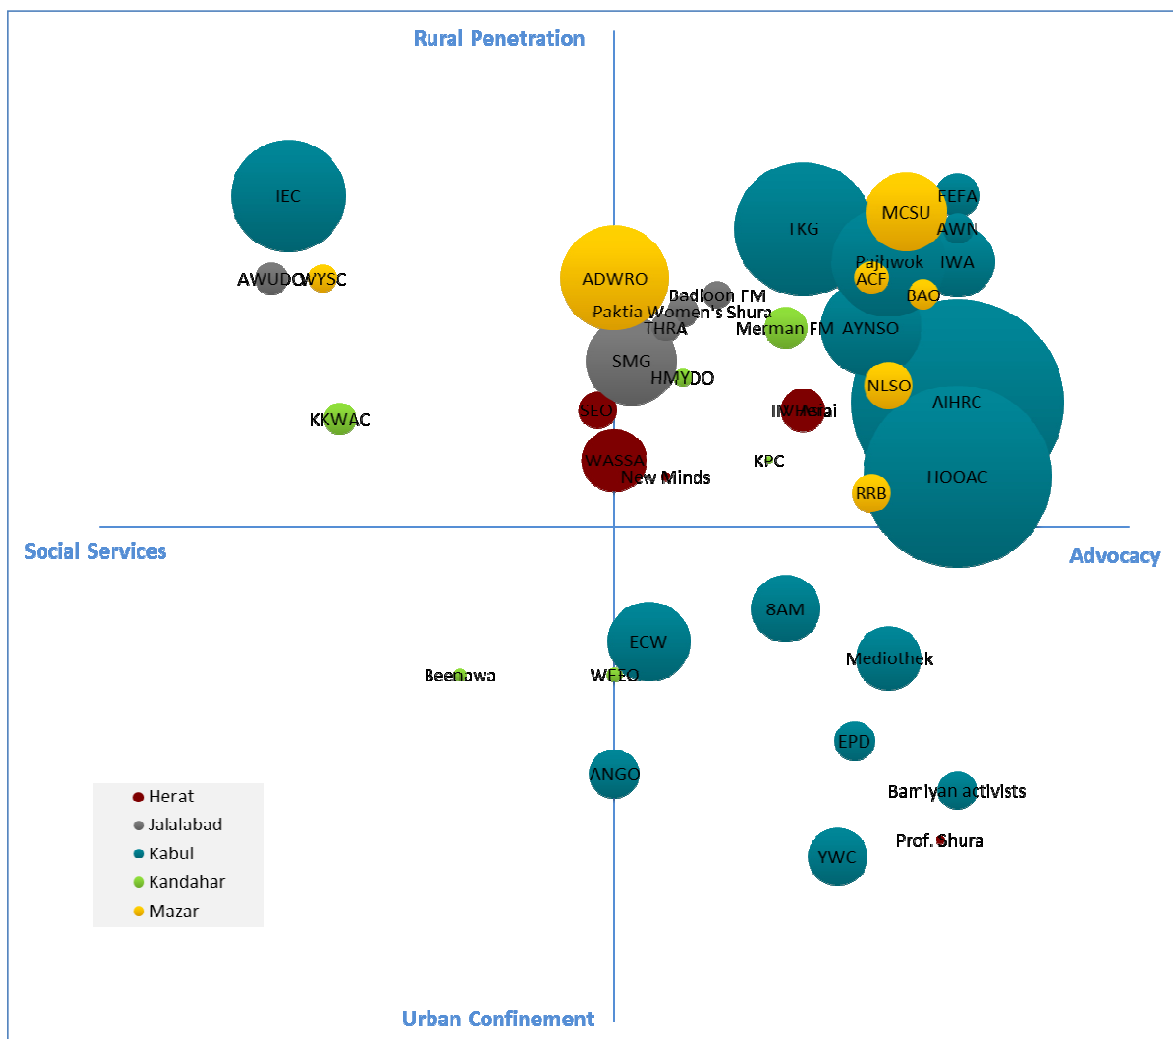 Rural Penetration
IEC
TKG
MCSU
FEFA
AWN
AWUDO
WYSC
ADWRO
Pajhwok
IWA
ACF
BAO
Badloon FM
Paktia Women's Shura
THRA
Merman FM
AYNSO
SMG
HMYDO
NLSO
KKWAC
SEO
AIHRC
WASSA
New Minds
KPC
HOOAC
RRB
Social Services
Advocacy
8AM
ECW
Mediothek
Beenawa
WEEO
EPD
ANGO
Bamiyan activists
Prof. Shura
YWC
Herat
Jalalabad
Kabul
Kandahar
Mazar
Urban Confinement